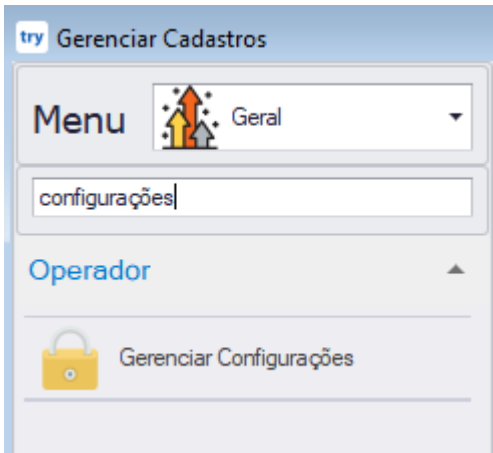 try Gerenciar Cadastros
Menu Geral
configurações
Operador
Gerenciar Configurações